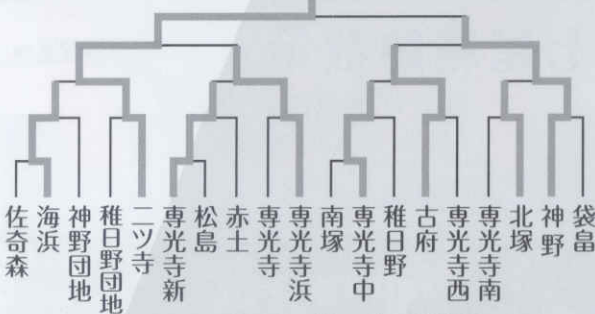 佐奇森
海浜
神野団地
稚日野団地
二ツ寺
専光寺新
松島
赤土
専光寺
専光寺浜
南塚
専光寺中
稚日野
古府
専光寺西
専光寺南
北塚
神野
袋畠